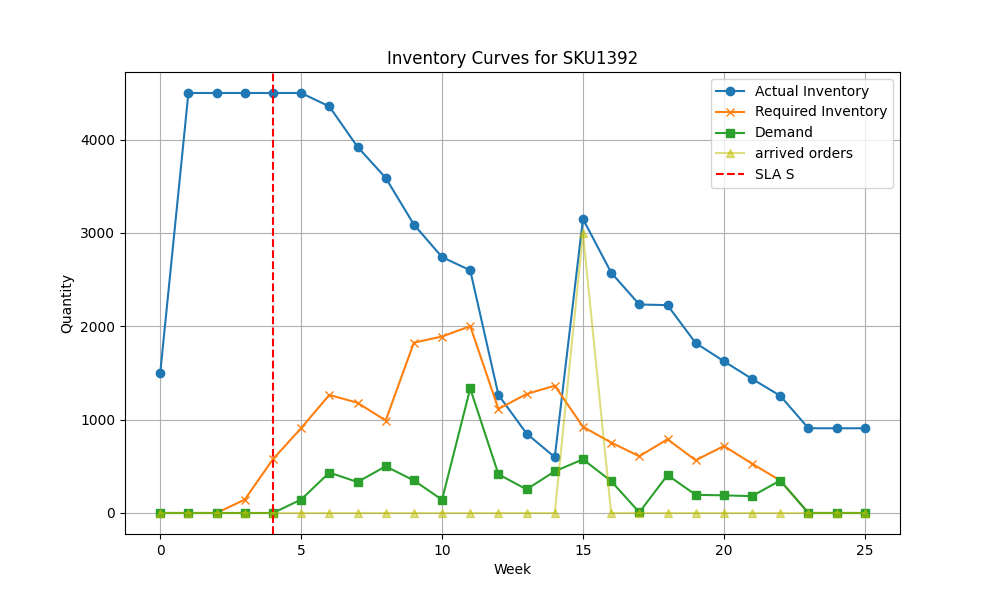 Inventory Curves for SKU1392
Actual Inventory
Required Inventory
Demand
arrived orders
SLA S
Quantity
4000
3000
2000
1000
0
0 5 10 15 20 25
Week